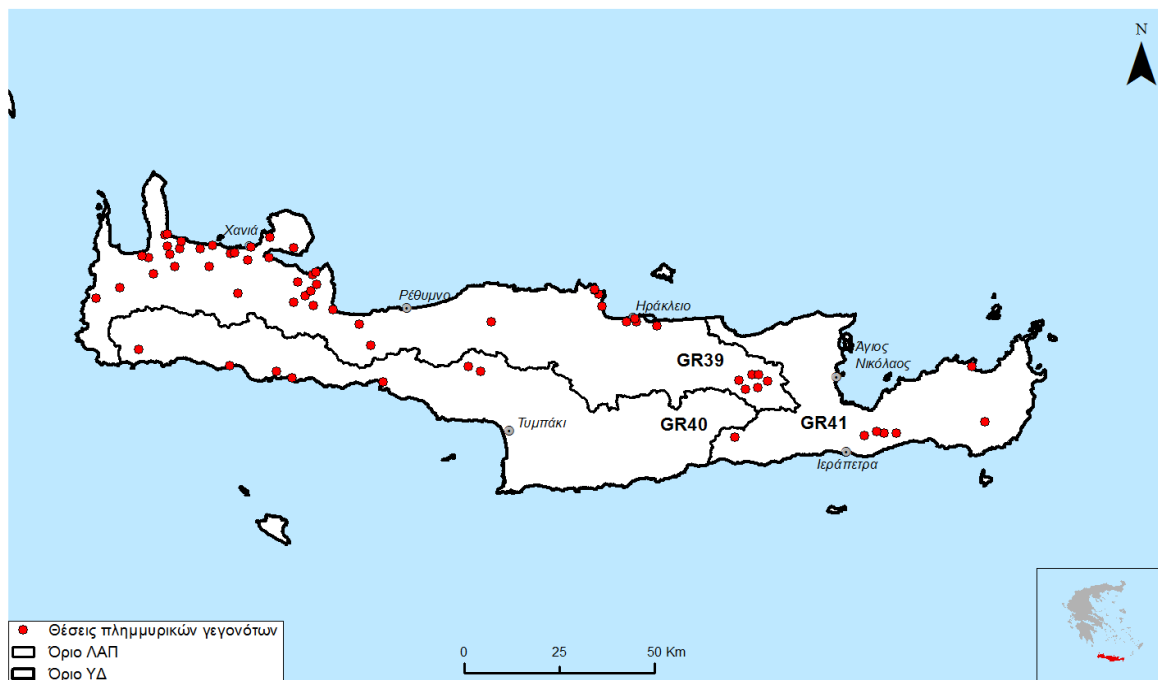 N
Χανιά
Ρέθυμνο
Ηράκλειο
GR39
Άγιος
Νικόλαος
GR40
GR41
Τυμπάκι
Ιεράπετρα
Θέσεις πλημμυρικών γεγονότων
Όριο ΛΑΠ
Όριο ΥΔ
0 25 50 Km